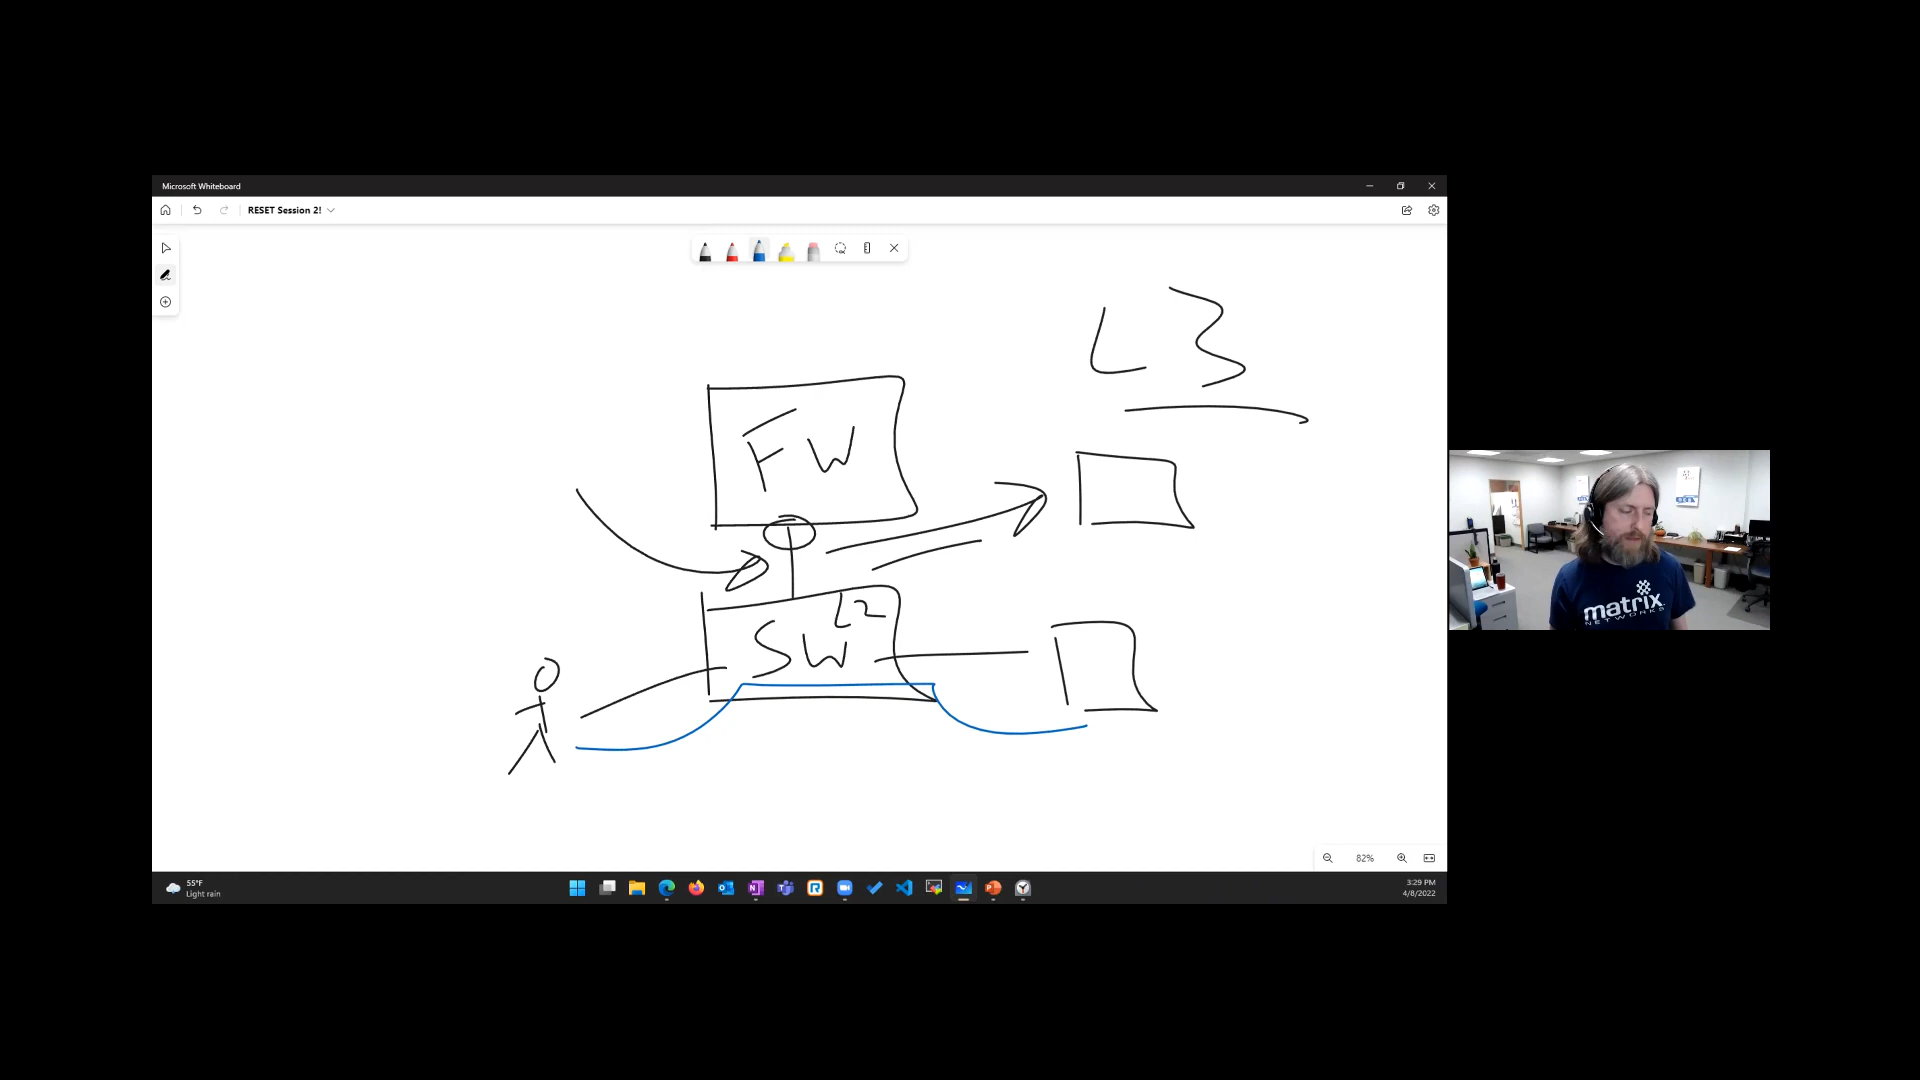 Microsoft Whiteboard
RESET Session 2!
L3
FW
L2
SW
matrix
NETWORKS
82%
55°F
Light rain
3:29 PM
4/8/2022